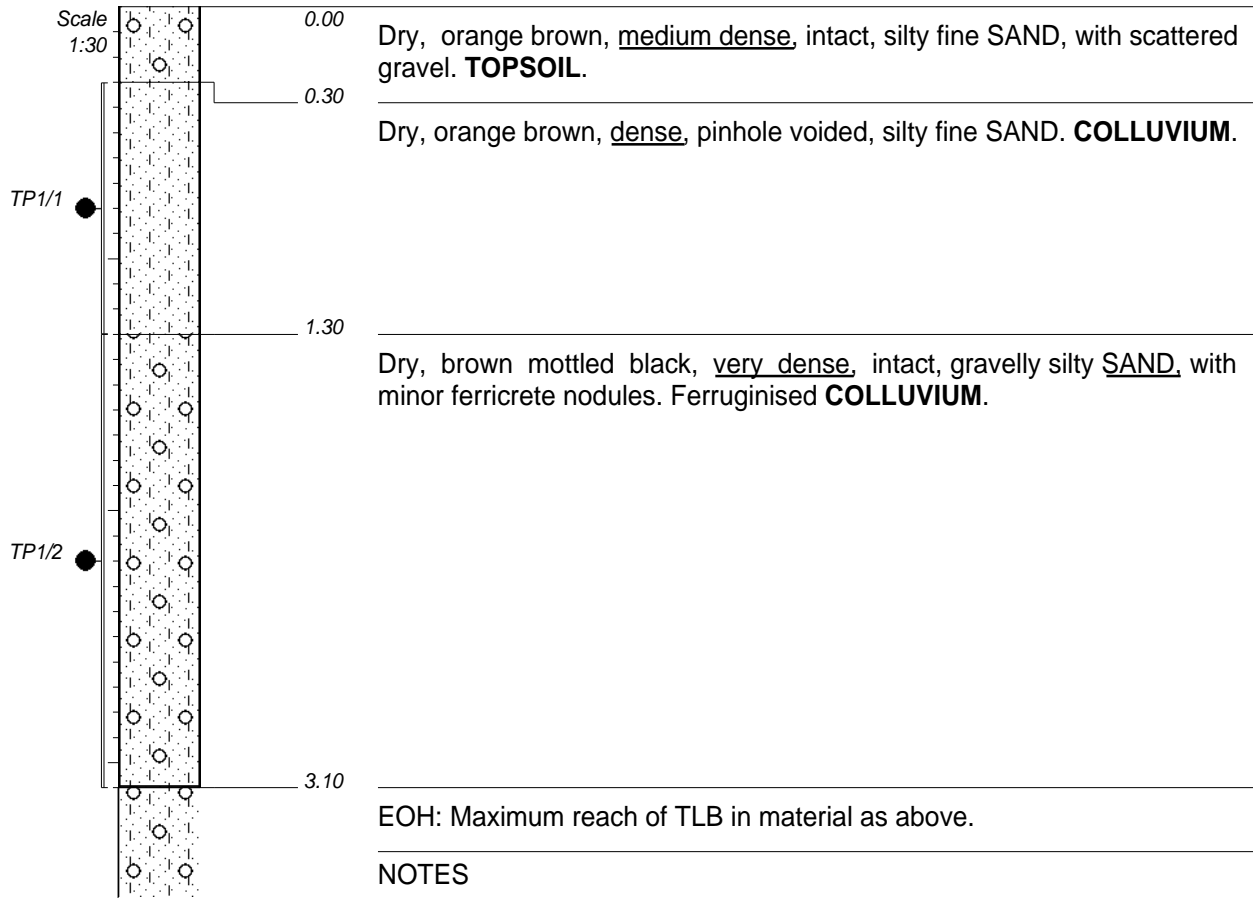 Scale
1:30
0.00
Dry, orange brown, medium dense, intact, silty fine SAND, with scattered
gravel. TOPSOIL.
0.30
Dry, orange brown, dense, pinhole voided, silty fine SAND. COLLUVIUM.
TP1/1
1.30
Dry, brown mottled black, very dense, intact, gravelly silty SAND, with
minor ferricrete nodules. Ferruginised COLLUVIUM.
TP1/2
3.10
EOH: Maximum reach of TLB in material as above.
NOTES